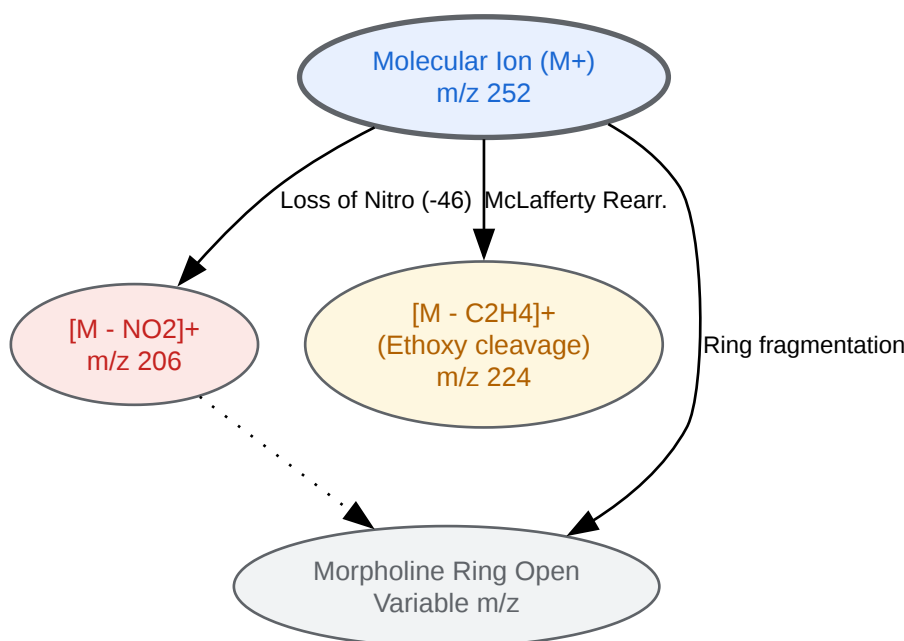 Molecular Ion (M+)
m/z 252
Loss of Nitro (-46)
McLafferty Rearr.
[M - NO2]+
m/z 206
[M - C2H4]+
(Ethoxy cleavage)
m/z 224
Ring fragmentation
Morpholine Ring Open
Variable m/z